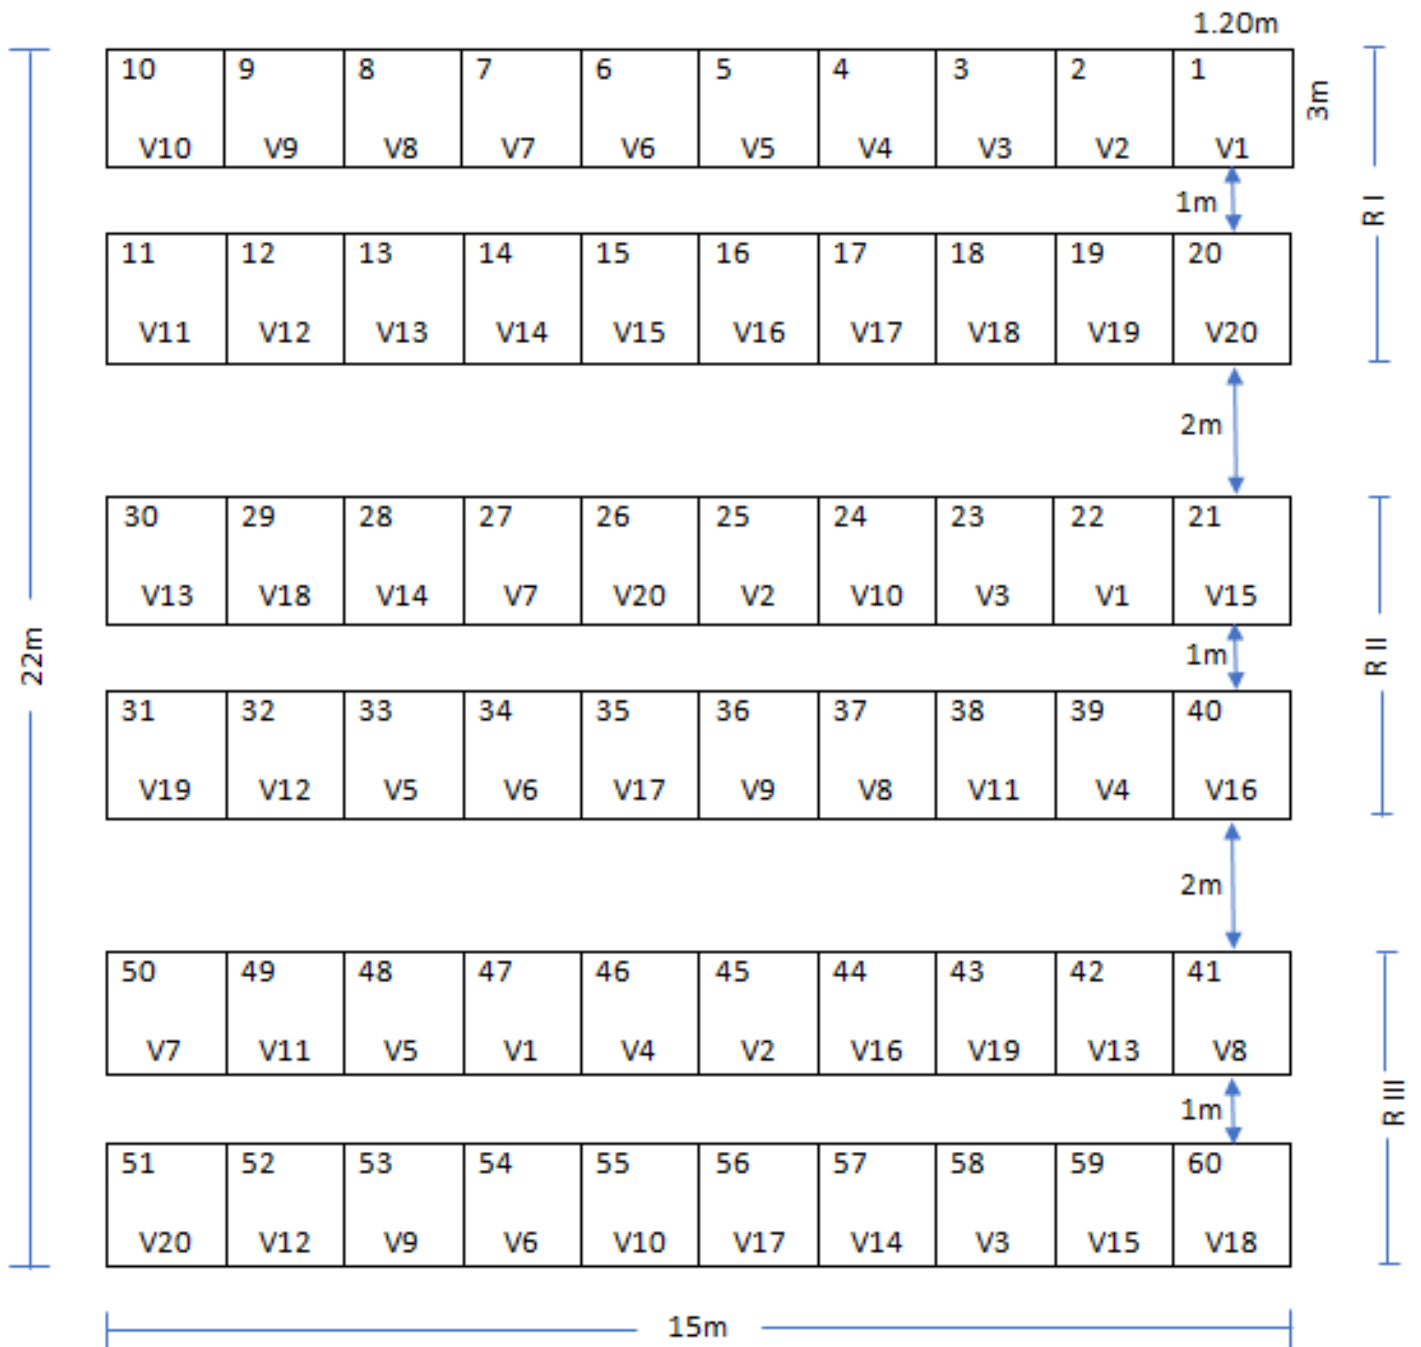 1.20m
10 9 8 7 6 5 4 3 2 1
V10 V9 V8 V7 V6 V5 V4 V3 V2 V1
3m
1m
R I
11 12 13 14 15 16 17 18 19 20
V11 V12 V13 V14 V15 V16 V17 V18 V19 V20
2m
30 29 28 27 26 25 24 23 22 21
V13 V18 V14 V7 V20 V2 V10 V3 V1 V15
22m
1m
R II
31 32 33 34 35 36 37 38 39 40
V19 V12 V5 V6 V17 V9 V8 V11 V4 V16
2m
50 49 48 47 46 45 44 43 42 41
V7 V11 V5 V1 V4 V2 V16 V19 V13 V8
1m
R III
51 52 53 54 55 56 57 58 59 60
V20 V12 V9 V6 V10 V17 V14 V3 V15 V18
15m